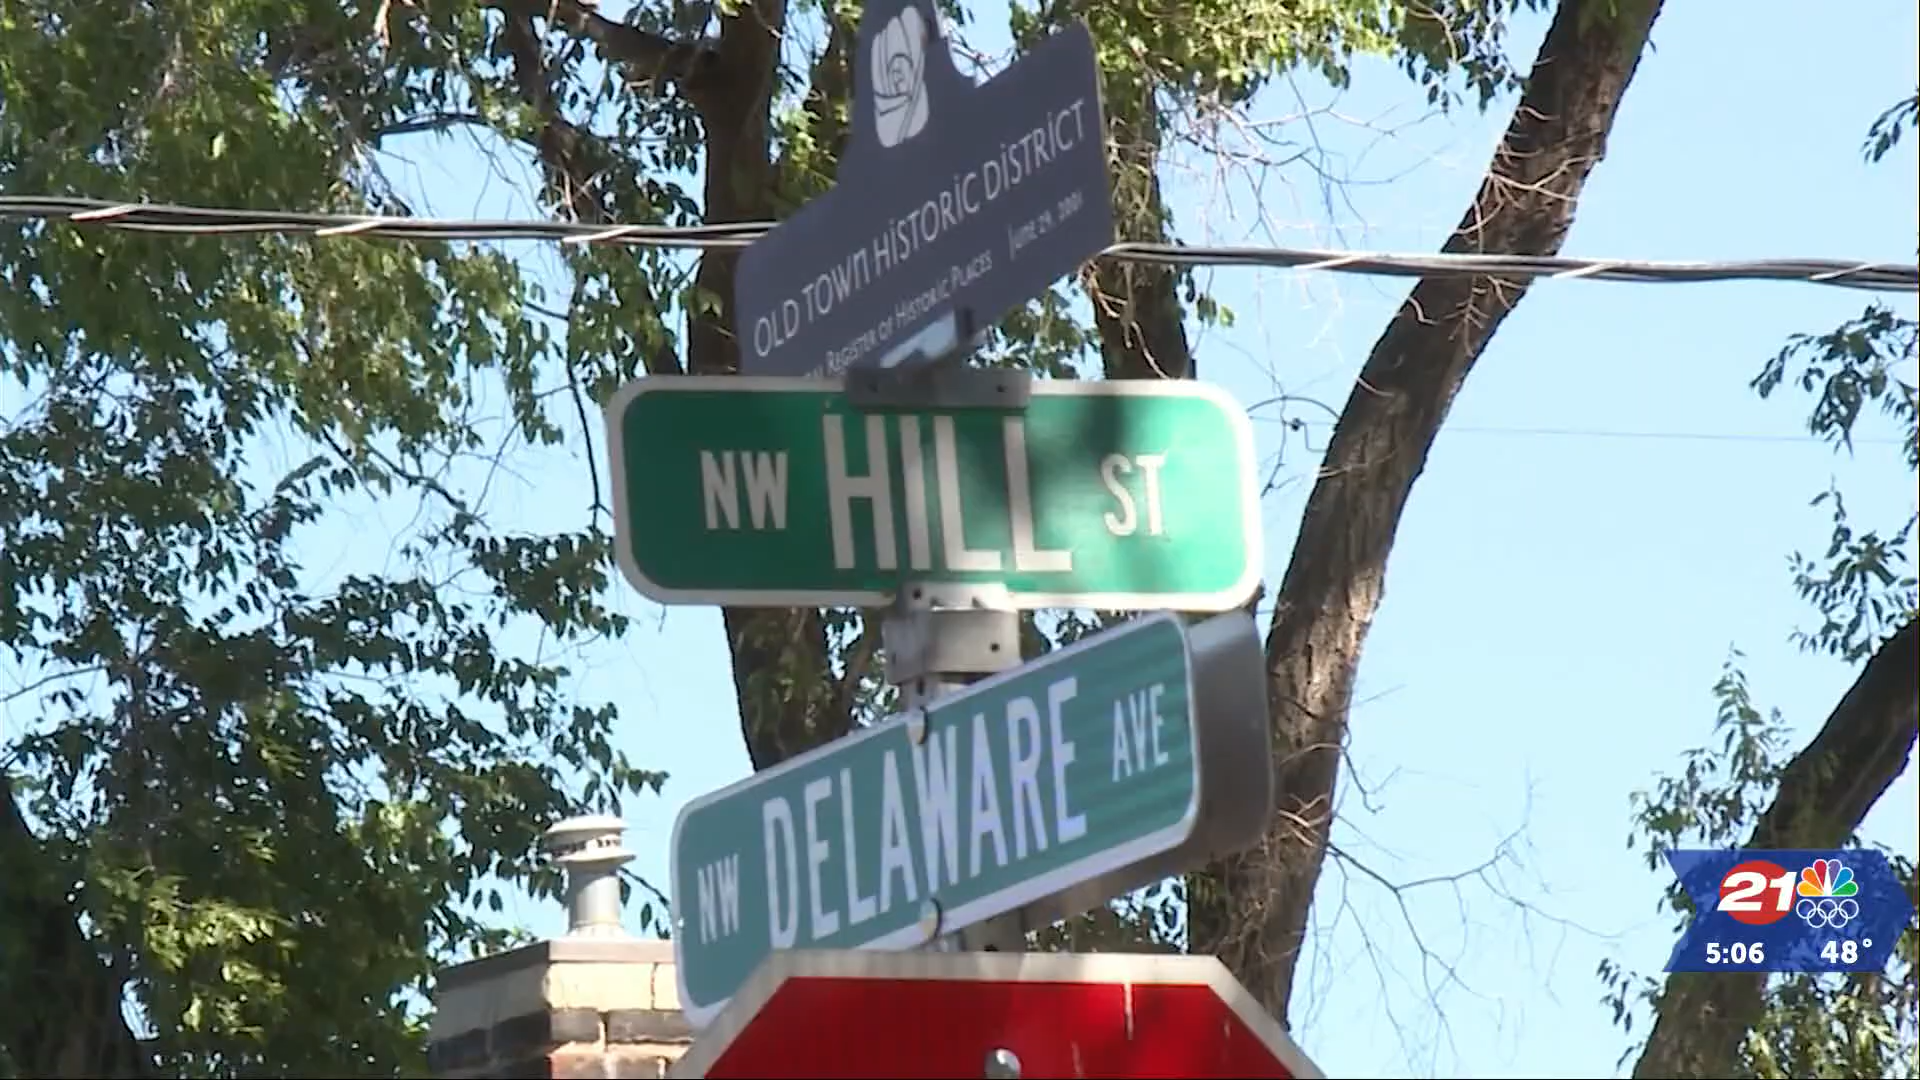 OLD TOWN HISTORIC DISTRICT
REGISTER OF HISTORIC PLACES JUNE 29, 2001
NW HILL ST
NW DELAWARE AVE
21
5:06 48°